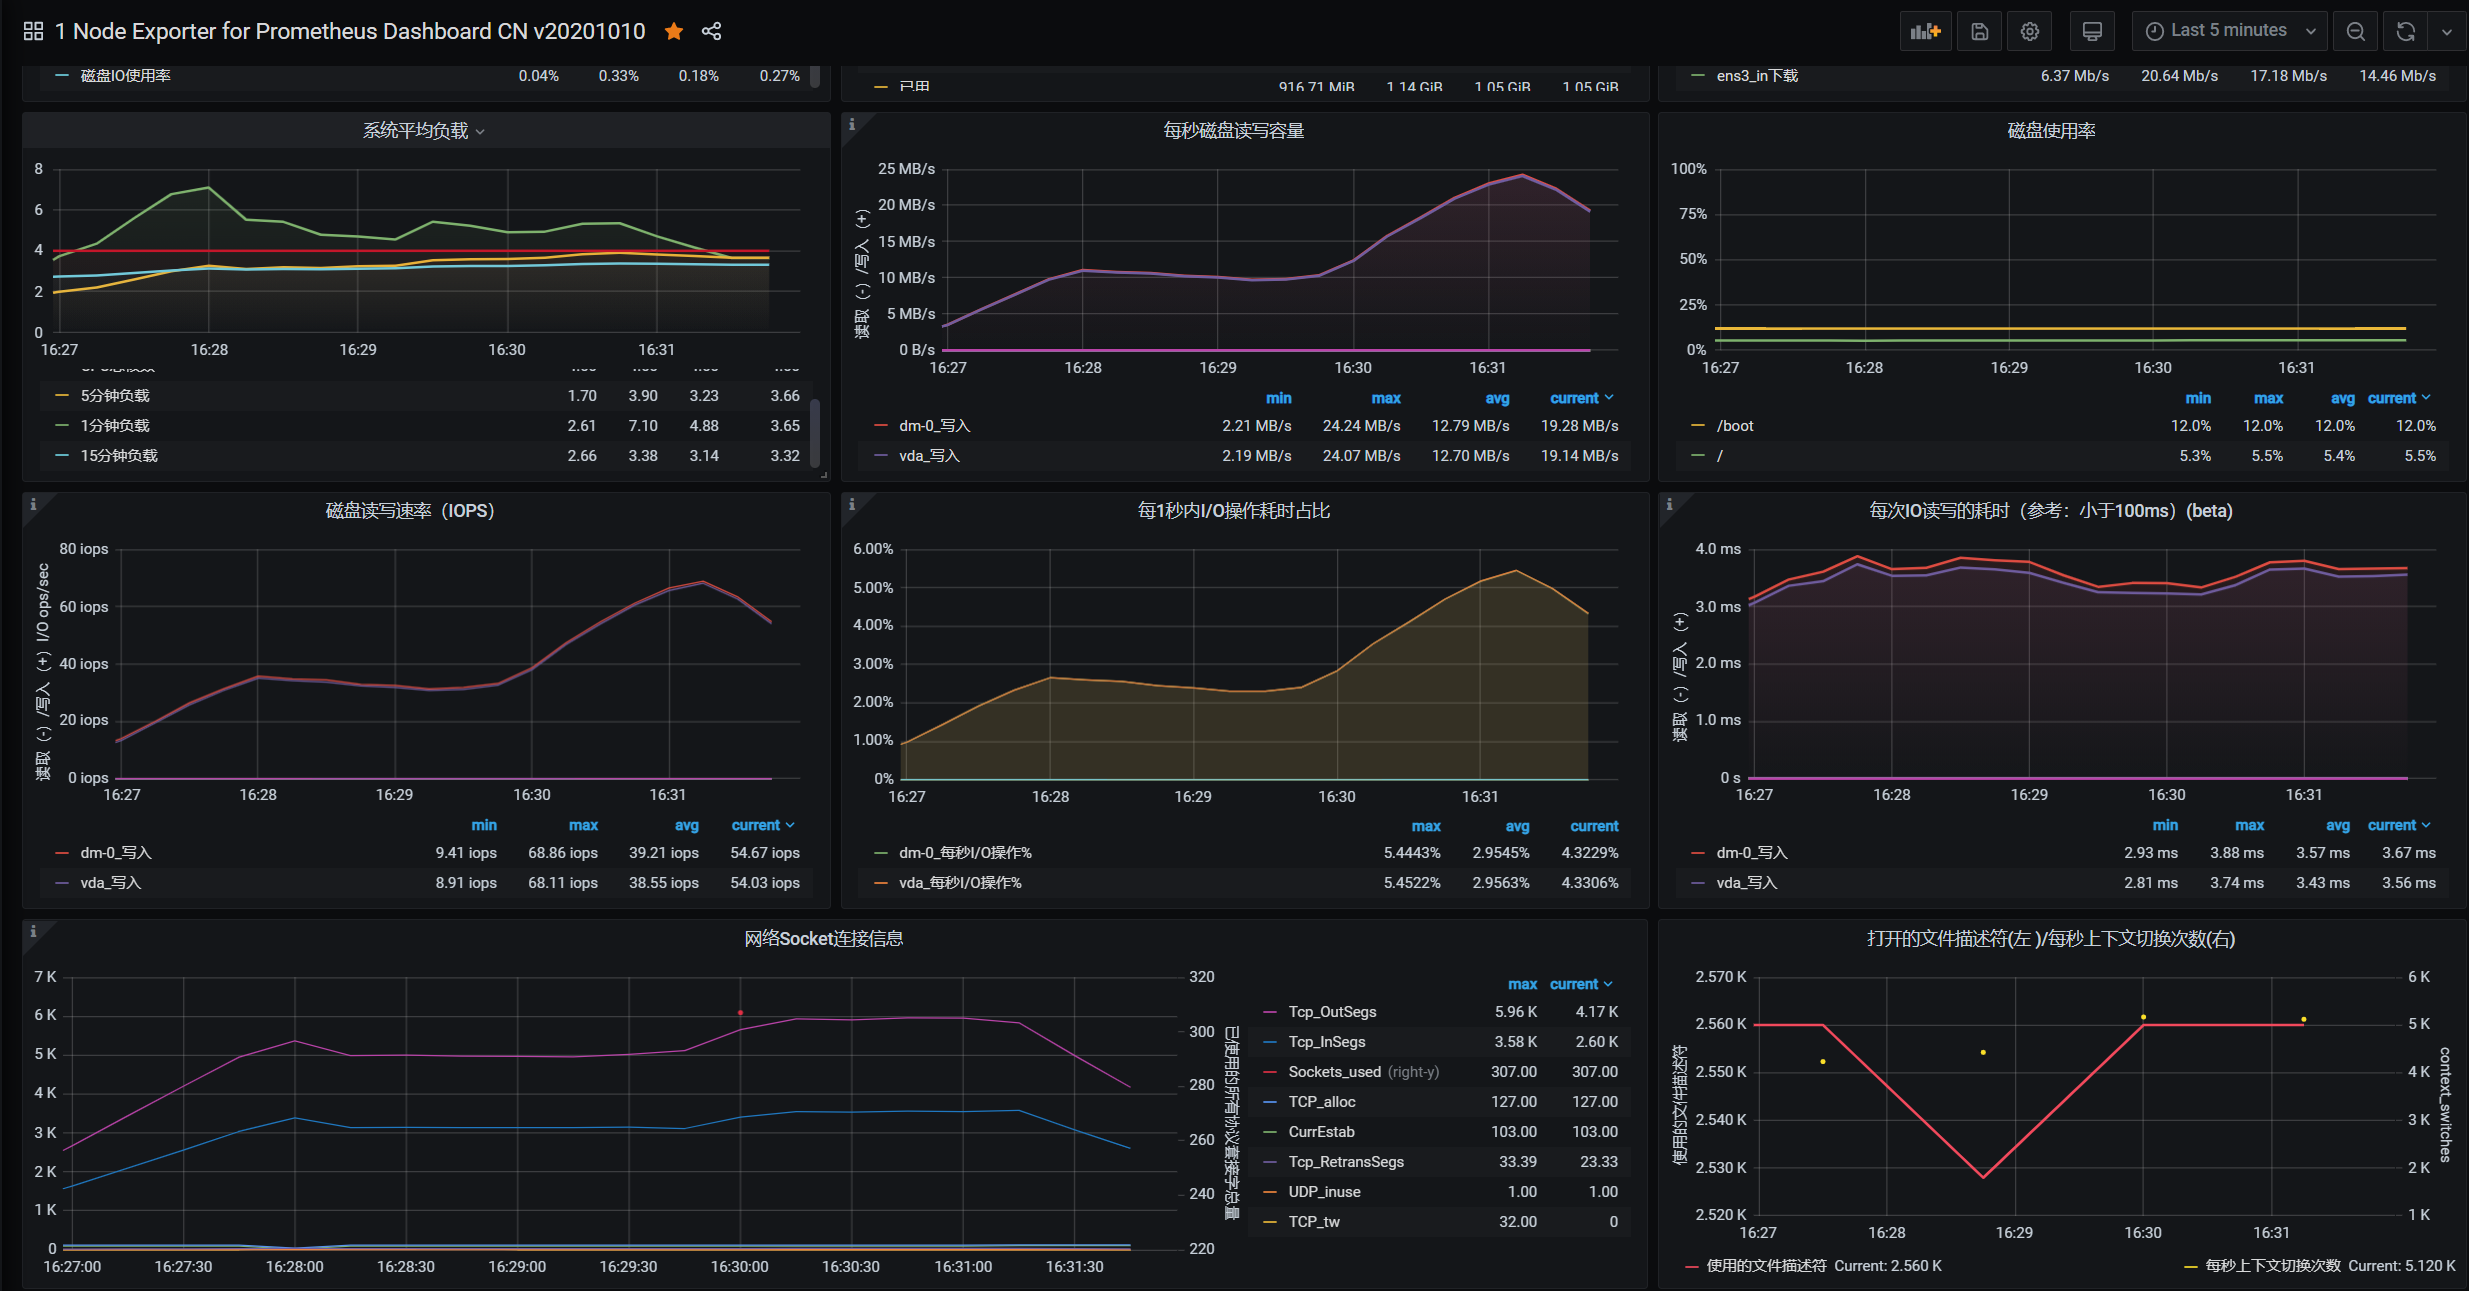 1 Node Exporter for Prometheus Dashboard CN v20201010
Last 5 minutes
磁盘IO使用率 0.04% 0.33% 0.18% 0.27%
已用 916.71 MiB 1.14 GiB 1.05 GiB 1.05 GiB
ens3_in下载 6.37 Mb/s 20.64 Mb/s 17.18 Mb/s 14.46 Mb/s
系统平均负载
8
6
4
2
0
16:27 16:28 16:29 16:30 16:31
5分钟负载 1.70 3.90 3.23 3.66
1分钟负载 2.61 7.10 4.88 3.65
15分钟负载 2.66 3.38 3.14 3.32
每秒磁盘读写容量
读取（-）/写入（+）
25 MB/s
20 MB/s
15 MB/s
10 MB/s
5 MB/s
0 B/s
16:27 16:28 16:29 16:30 16:31
min max avg current
dm-0_写入 2.21 MB/s 24.24 MB/s 12.79 MB/s 19.28 MB/s
vda_写入 2.19 MB/s 24.07 MB/s 12.70 MB/s 19.14 MB/s
磁盘使用率
100%
75%
50%
25%
0%
16:27 16:28 16:29 16:30 16:31
min max avg current
/boot 12.0% 12.0% 12.0% 12.0%
/ 5.3% 5.5% 5.4% 5.5%
磁盘读写速率（IOPS）
读取（-）/写入（+）I/O ops/sec
80 iops
60 iops
40 iops
20 iops
0 iops
16:27 16:28 16:29 16:30 16:31
min max avg current
dm-0_写入 9.41 iops 68.86 iops 39.21 iops 54.67 iops
vda_写入 8.91 iops 68.11 iops 38.55 iops 54.03 iops
每1秒内I/O操作耗时占比
6.00%
5.00%
4.00%
3.00%
2.00%
1.00%
0%
16:27 16:28 16:29 16:30 16:31
max avg current
dm-0_每秒I/O操作% 5.4443% 2.9545% 4.3229%
vda_每秒I/O操作% 5.4522% 2.9563% 4.3306%
每次IO读写的耗时（参考：小于100ms）(beta)
读取（-）/写入（+）
4.0 ms
3.0 ms
2.0 ms
1.0 ms
0 s
16:27 16:28 16:29 16:30 16:31
min max avg current
dm-0_写入 2.93 ms 3.88 ms 3.57 ms 3.67 ms
vda_写入 2.81 ms 3.74 ms 3.43 ms 3.56 ms
网络Socket连接信息
7 K
6 K
5 K
4 K
3 K
2 K
1 K
0
320
300
280
260
240
220
已使用的所有协议套接字总量
16:27:00 16:27:30 16:28:00 16:28:30 16:29:00 16:29:30 16:30:00 16:30:30 16:31:00 16:31:30
max current
Tcp_OutSegs 5.96 K 4.17 K
Tcp_InSegs 3.58 K 2.60 K
Sockets_used (right-y) 307.00 307.00
TCP_alloc 127.00 127.00
CurrEstab 103.00 103.00
Tcp_RetransSegs 33.39 23.33
UDP_inuse 1.00 1.00
TCP_tw 32.00 0
打开的文件描述符(左 )/每秒上下文切换次数(右)
使用的文件描述符
2.570 K
2.560 K
2.550 K
2.540 K
2.530 K
2.520 K
6 K
5 K
4 K
3 K
2 K
1 K
context_switches
16:27 16:28 16:29 16:30 16:31
使用的文件描述符 Current: 2.560 K
每秒上下文切换次数 Current: 5.120 K